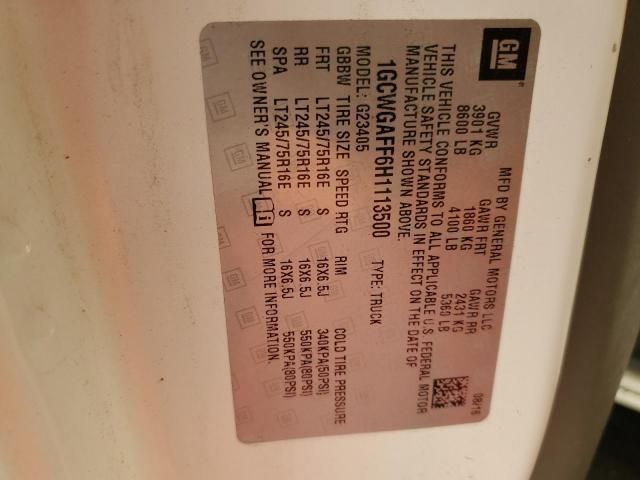 GM
MFD BY GENERAL MOTORS LLC 08/16
GVWR GAWR FRT GAWR RR
3901 KG 1860 KG 2431 KG
8600 LB 4100 LB 5360 LB
THIS VEHICLE CONFORMS TO ALL APPLICABLE U.S. FEDERAL MOTOR
VEHICLE SAFETY STANDARDS IN EFFECT ON THE DATE OF
MANUFACTURE SHOWN ABOVE.
1GCWGAFF6H1113500 TYPE: TRUCK
MODEL: G23405
GBBW TIRE SIZE SPEED RTG RIM COLD TIRE PRESSURE
FRT LT245/75R16E S 16X6.5J 340KPA(50PSI)
RR LT245/75R16E S 16X6.5J 550KPA(80PSI)
SPA LT245/75R16E S 16X6.5J 550KPA(80PSI)
SEE OWNER'S MANUAL i FOR MORE INFORMATION.